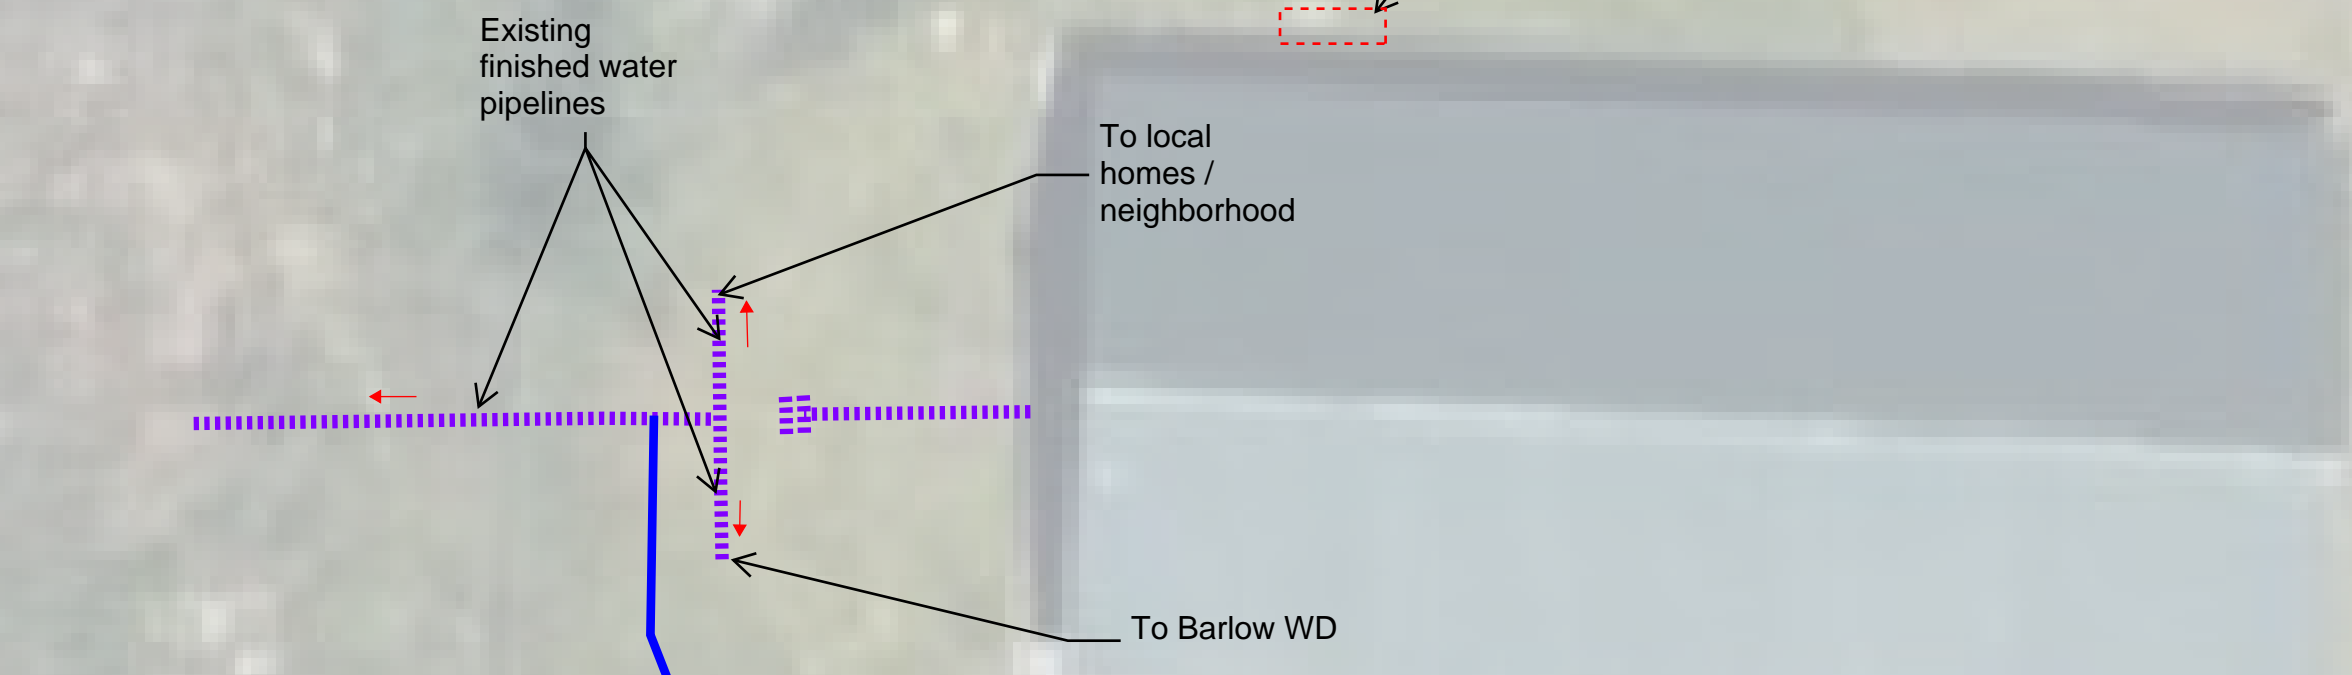 Existing
finished water
pipelines
To local
homes /
neighborhood
To Barlow WD